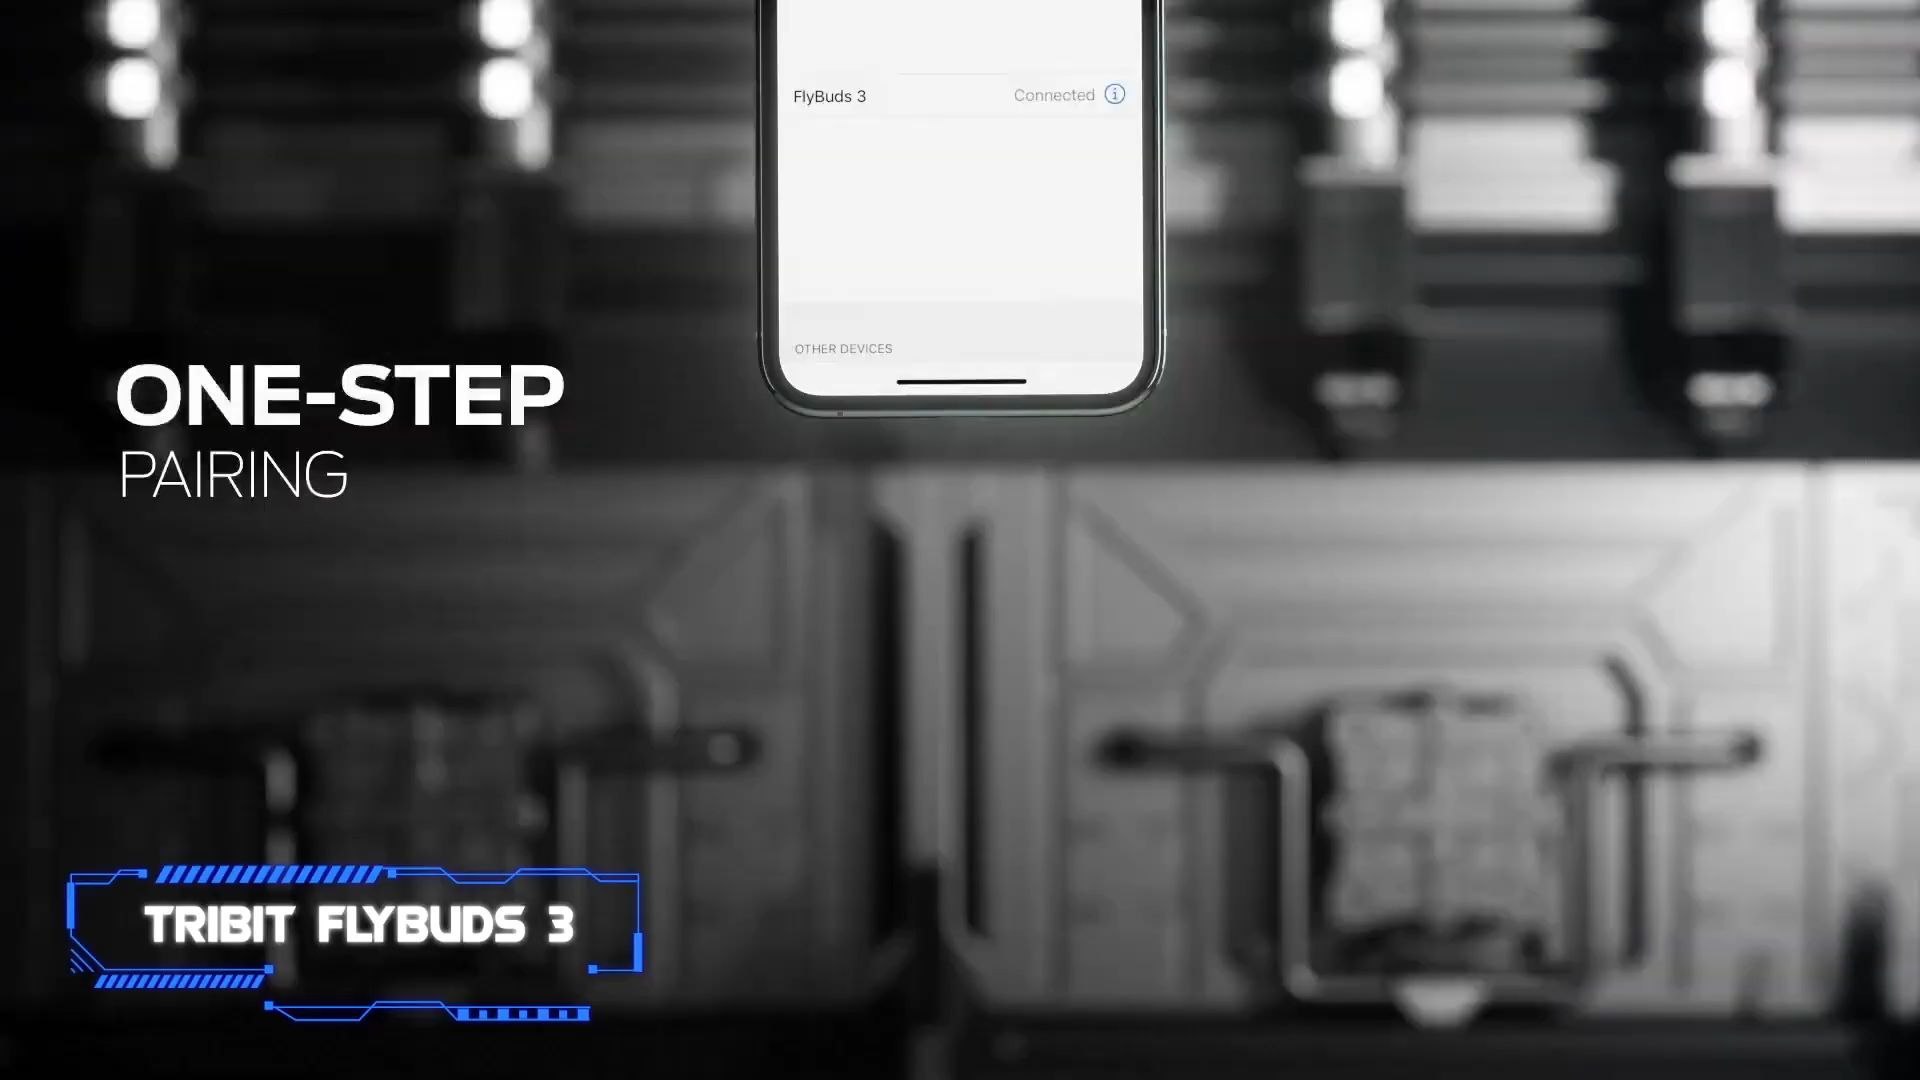 FlyBuds 3 Connected
OTHER DEVICES
ONE-STEP
PAIRING
TRIBIT FLYBUDS 3